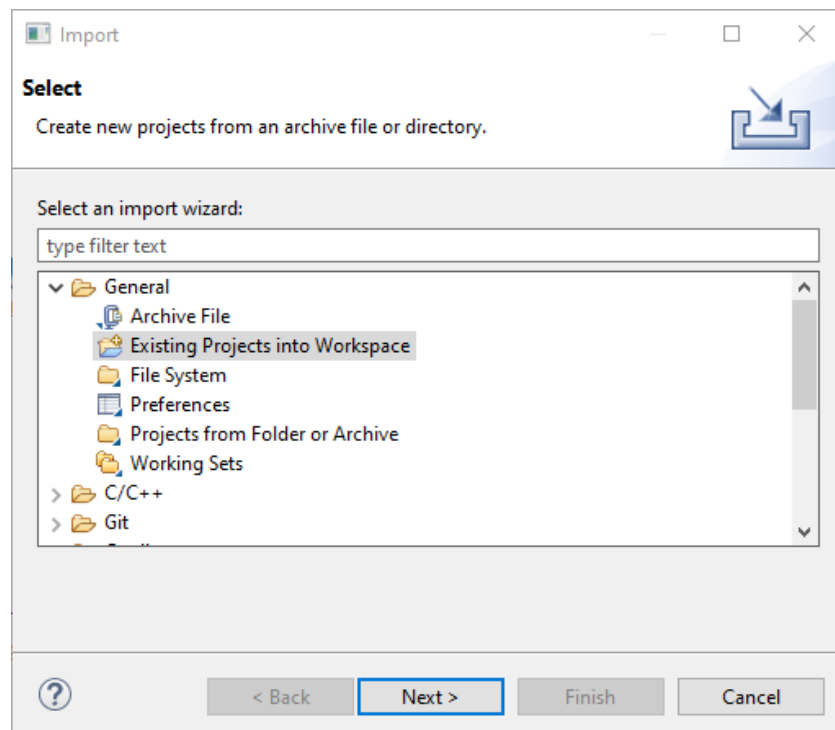 Import
Select
Create new projects from an archive file or directory.
Select an import wizard:
type filter text
General
Archive File
Existing Projects into Workspace
File System
Preferences
Projects from Folder or Archive
Working Sets
C/C++
Git
< Back
Next >
Finish
Cancel